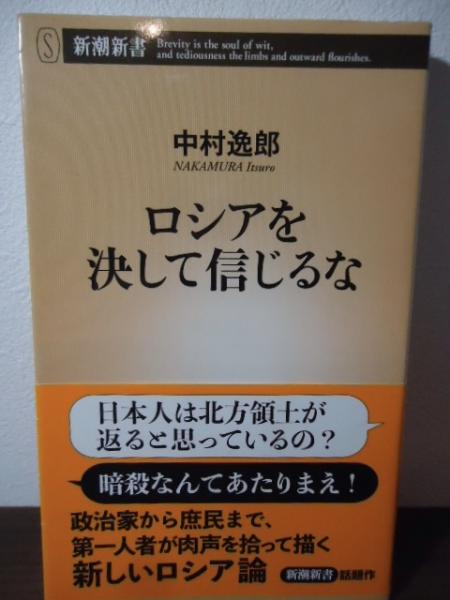 S
新潮新書
Brevity is the soul of wit,
and tediousness the limbs and outward flourishes.
中村逸郎
NAKAMURA Itsuro
ロシアを
決して信じるな
日本人は北方領土が
返ると思っているの？
暗殺なんてあたりまえ！
政治家から庶民まで、
第一人者が肉声を拾って描く
新しいロシア論
新潮新書 話題作